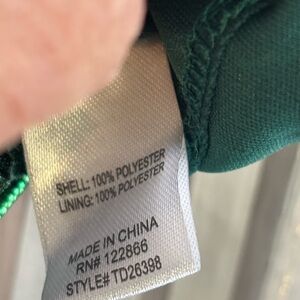 SHELL: 100% POLYESTER
LINING: 100% POLYESTER
MADE IN CHINA
RN# 122866
STYLE# TD26398